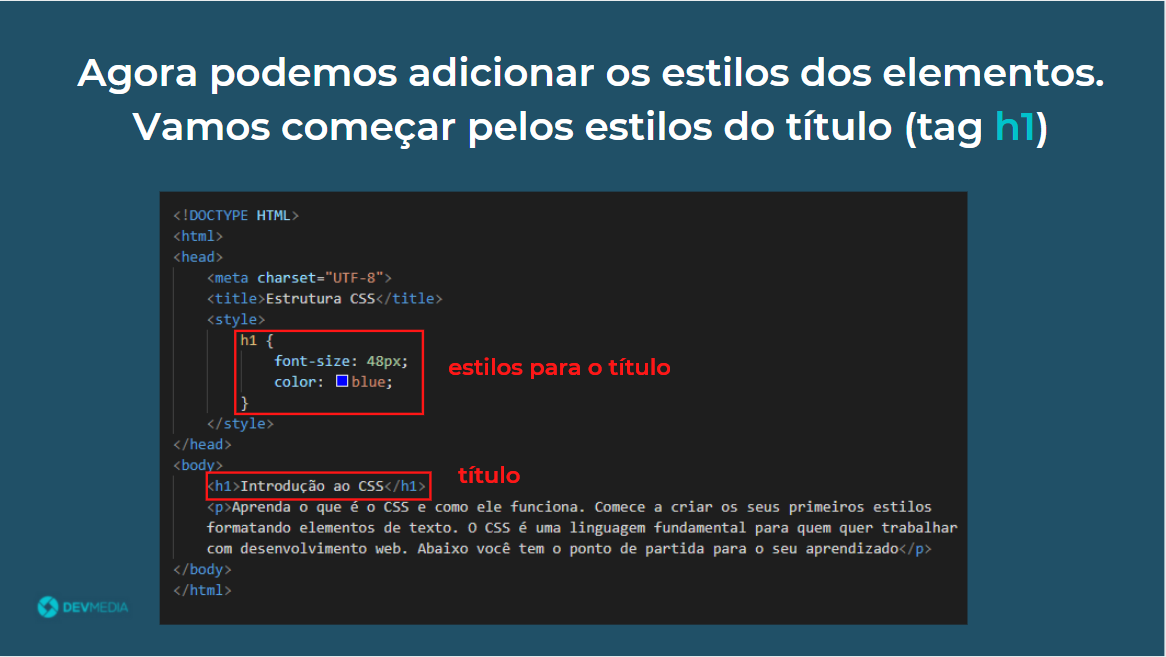 Agora podemos adicionar os estilos dos elementos.
Vamos começar pelos estilos do título (tag h1)
<!DOCTYPE HTML>
<html>
<head>
<meta charset="UTF-8">
<title>Estrutura CSS</title>
<style>
h1 {
font-size: 48px;
estilos para o título
color: blue;
}
</style>
</head>
<body>
título
<h1>Introdução ao CSS</h1>
<p>Aprenda o que é o CSS e como ele funciona. Comece a criar os seus primeiros estilos
formatando elementos de texto. O CSS é uma linguagem fundamental para quem quer trabalhar
com desenvolvimento web. Abaixo você tem o ponto de partida para o seu aprendizado</p>
</body>
</html>
DEVMEDIA